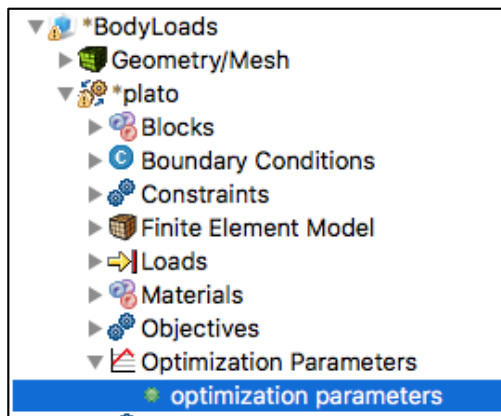 *BodyLoads
Geometry/Mesh
*plato
Blocks
C Boundary Conditions
Constraints
Finite Element Model
Loads
Materials
Objectives
Optimization Parameters
optimization parameters